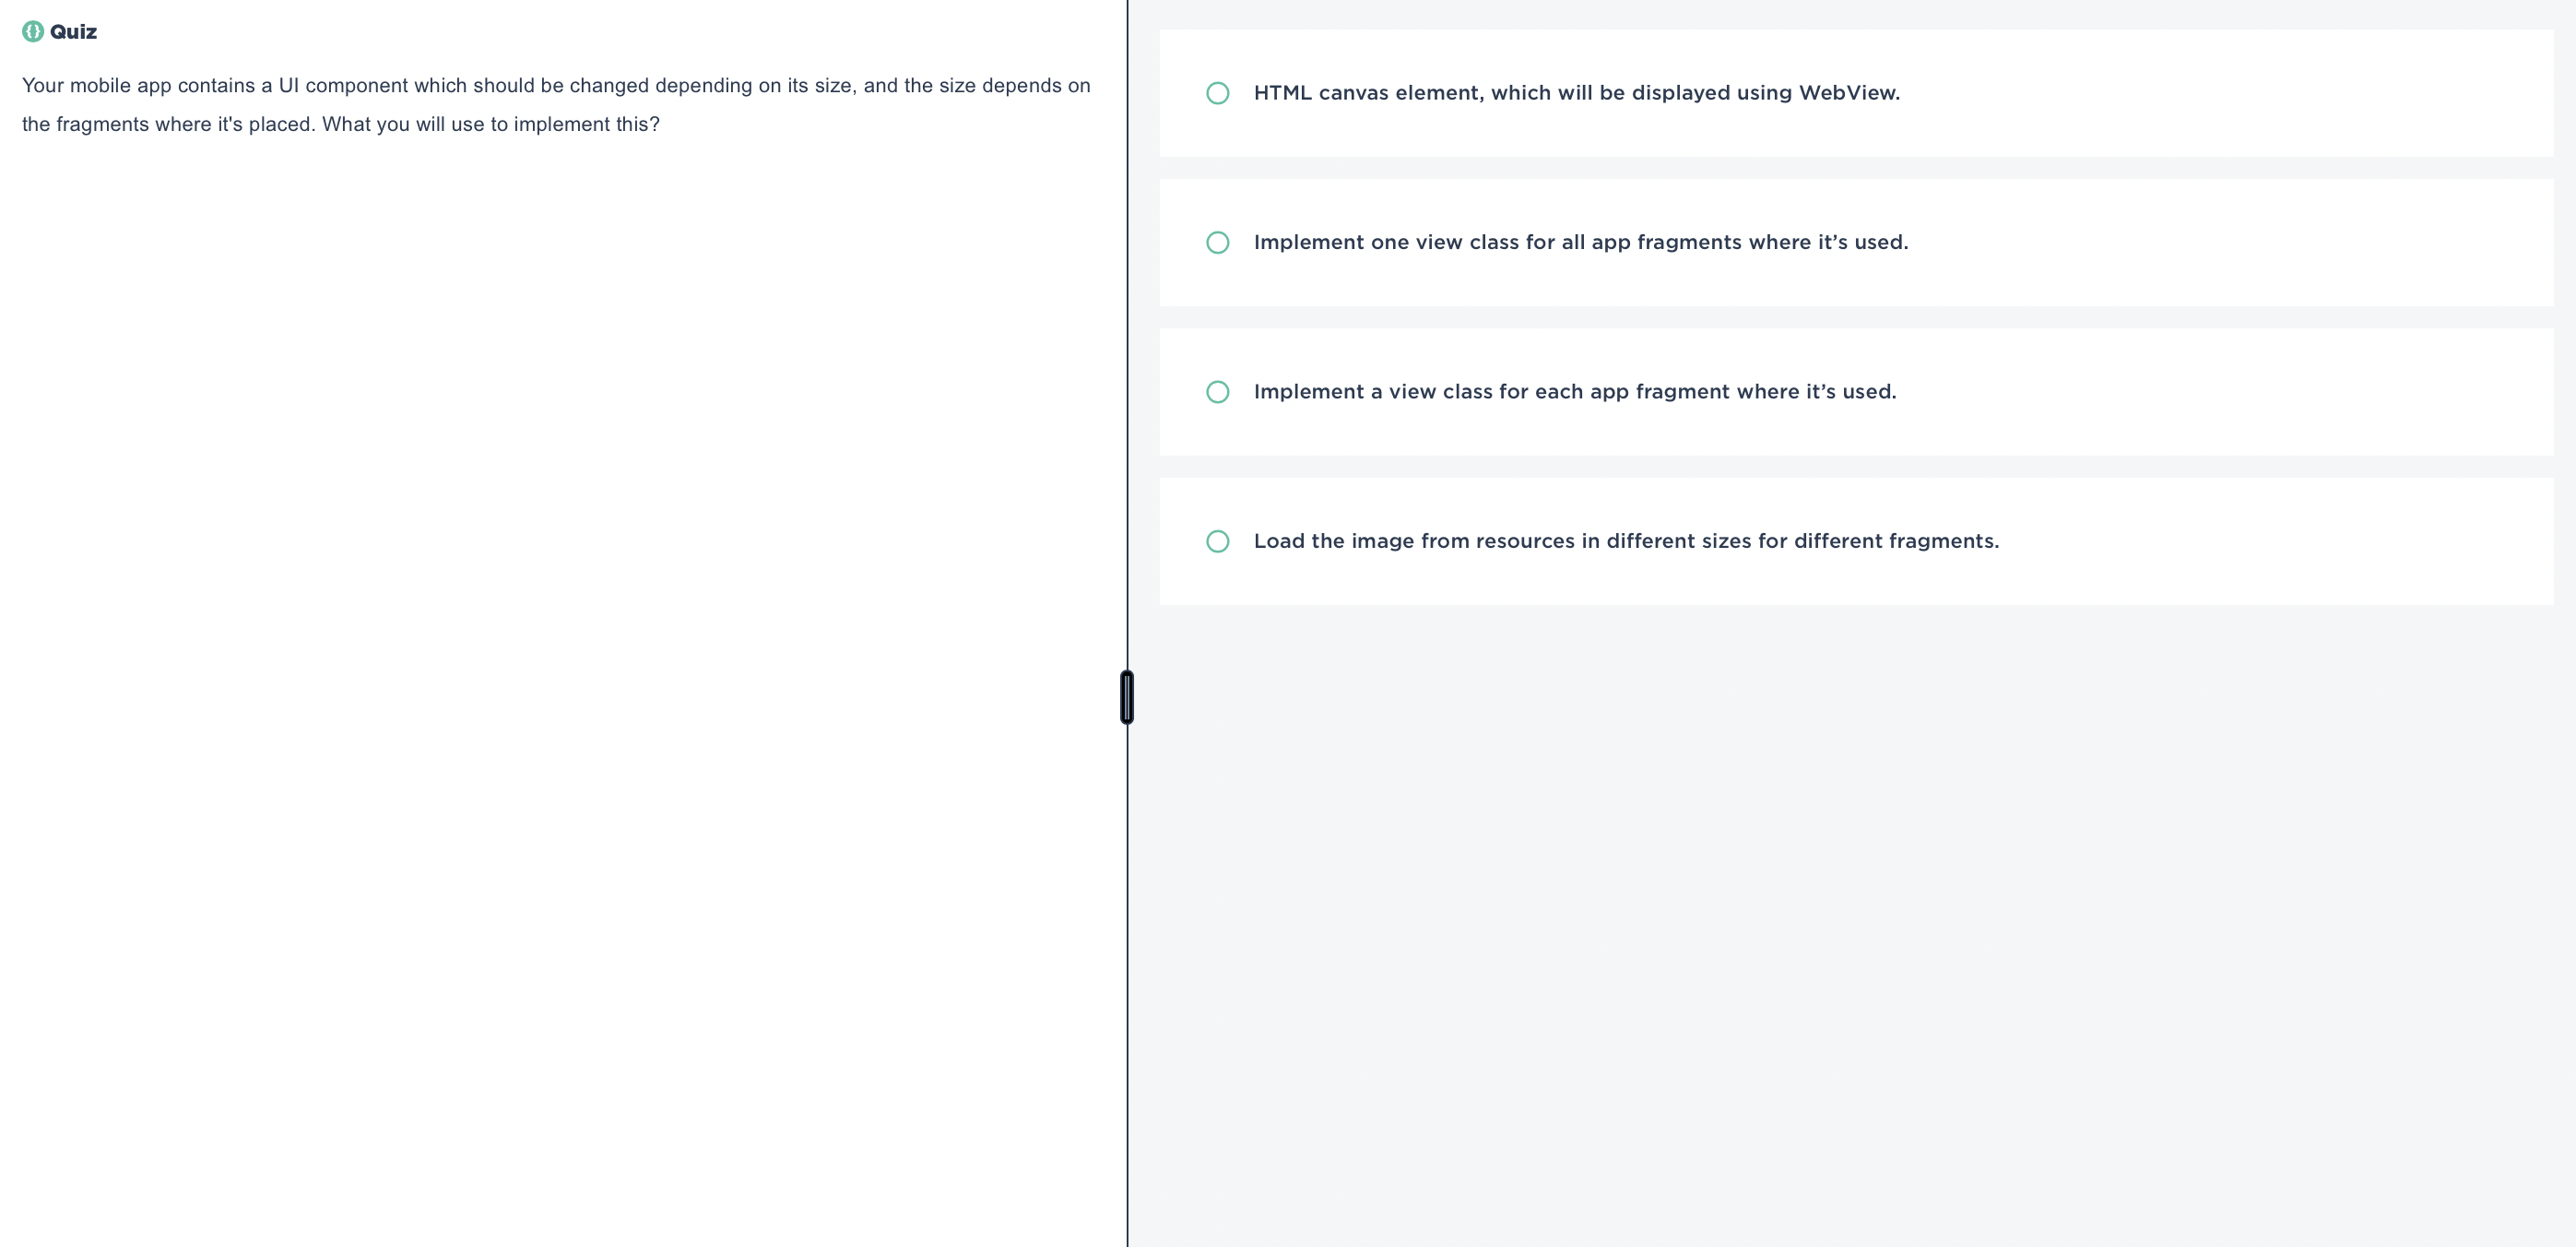 Quiz
Your mobile app contains a UI component which should be changed depending on its size, and the size depends on
the fragments where it's placed. What you will use to implement this?
HTML canvas element, which will be displayed using WebView.
Implement one view class for all app fragments where it’s used.
Implement a view class for each app fragment where it’s used.
Load the image from resources in different sizes for different fragments.